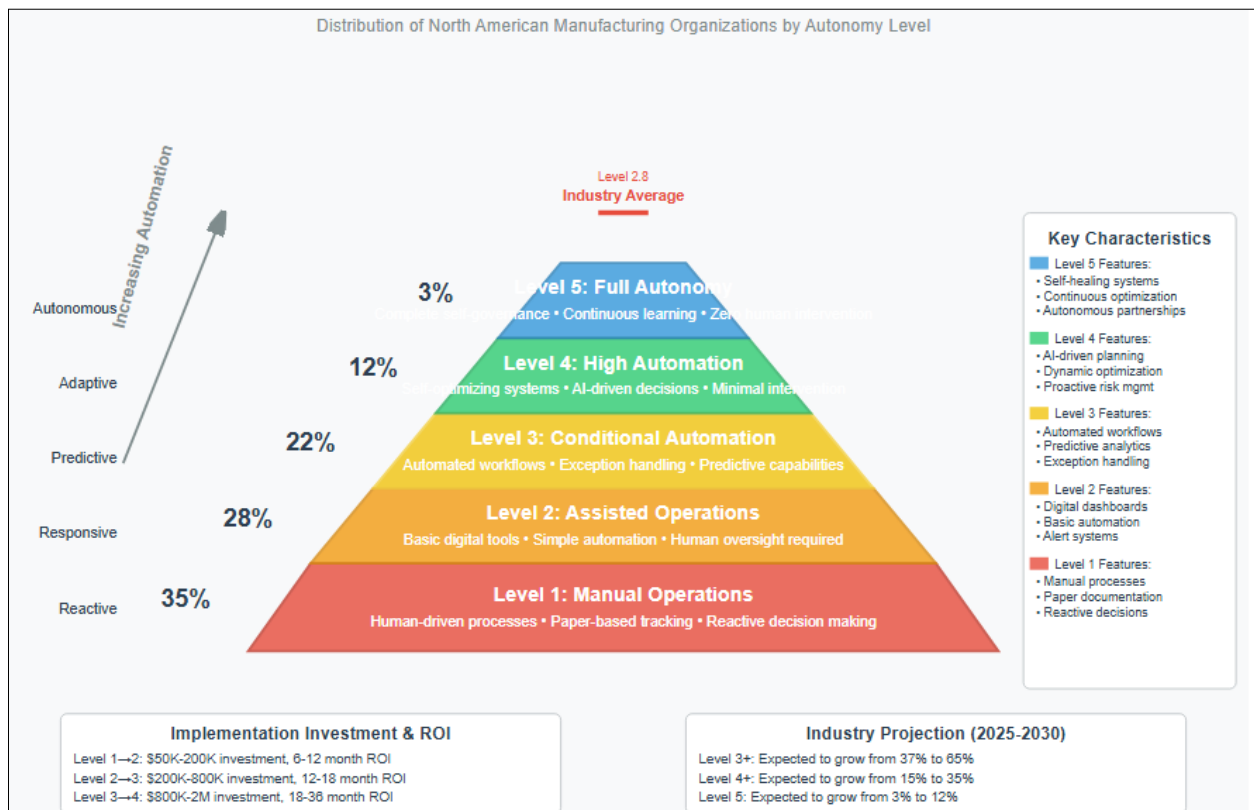 Distribution of North American Manufacturing Organizations by Autonomy Level
Increasing Automation
Level 2.8
Industry Average
Autonomous
3%
Level 5: Full Autonomy
Complete self-governance • Continuous learning • Zero human intervention
Adaptive
12%
Level 4: High Automation
Self-optimizing systems • AI-driven decisions • Minimal intervention
Predictive
22%
Level 3: Conditional Automation
Automated workflows • Exception handling • Predictive capabilities
Responsive
28%
Level 2: Assisted Operations
Basic digital tools • Simple automation • Human oversight required
Reactive
35%
Level 1: Manual Operations
Human-driven processes • Paper-based tracking • Reactive decision making
Key Characteristics
Level 5 Features:
• Self-healing systems
• Continuous optimization
• Autonomous partnerships
Level 4 Features:
• AI-driven planning
• Dynamic optimization
• Proactive risk mgmt
Level 3 Features:
• Automated workflows
• Predictive analytics
• Exception handling
Level 2 Features:
• Digital dashboards
• Basic automation
• Alert systems
Level 1 Features:
• Manual processes
• Paper documentation
• Reactive decisions
Implementation Investment & ROI
Level 1→2: $50K-200K investment, 6-12 month ROI
Level 2→3: $200K-800K investment, 12-18 month ROI
Level 3→4: $800K-2M investment, 18-36 month ROI
Industry Projection (2025-2030)
Level 3+: Expected to grow from 37% to 65%
Level 4+: Expected to grow from 15% to 35%
Level 5: Expected to grow from 3% to 12%